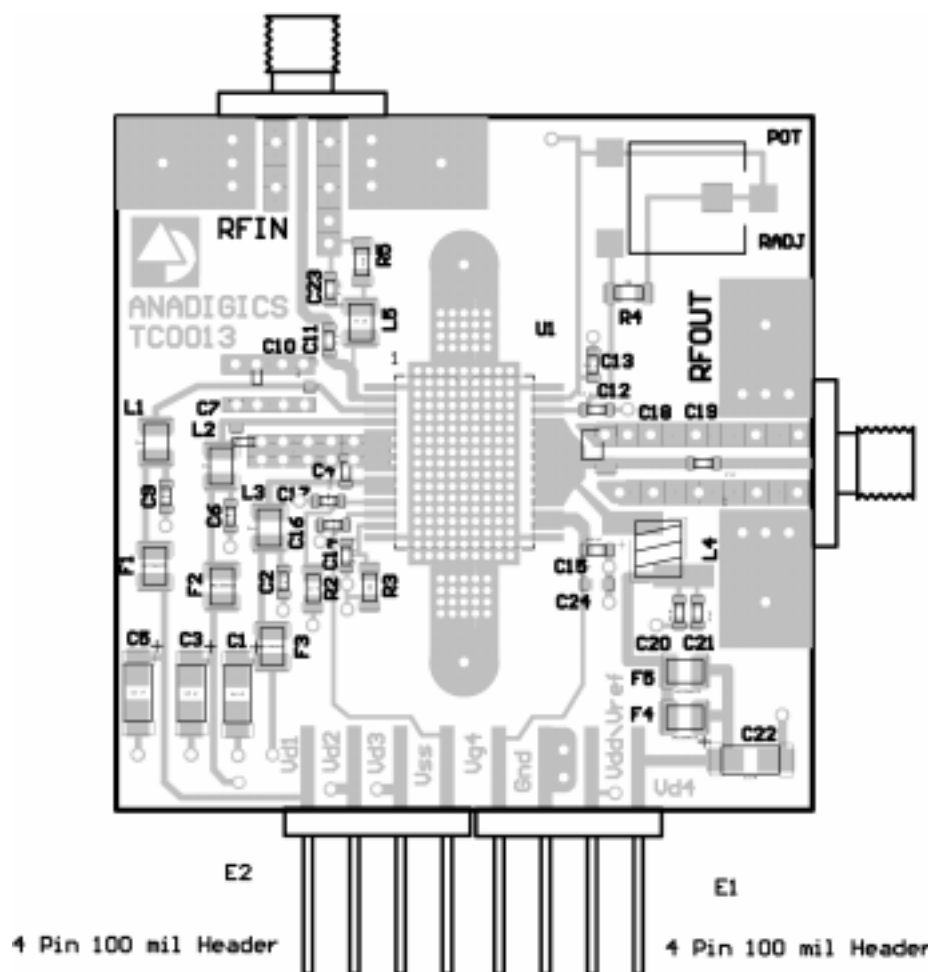 POT
RFIN
RADJ
R5
C23
ANADIGICS
TC0013
L5
R4
U1
RFOUT
C11
C10
1
C13
L1
C7
C12
C18
C19
L2
C4
C9
L3
C17
C6
C16
C14
L4
F1
F2
C2
R2
R3
C15
C24
C5
C3
C1
F3
C20
C21
F5
F4
C22
Vd1
Vd2
Vd3
Vss
Vg4
Gnd
Vdd\Vref
Vd4
E2
E1
4 Pin 100 mil Header
4 Pin 100 mil Header